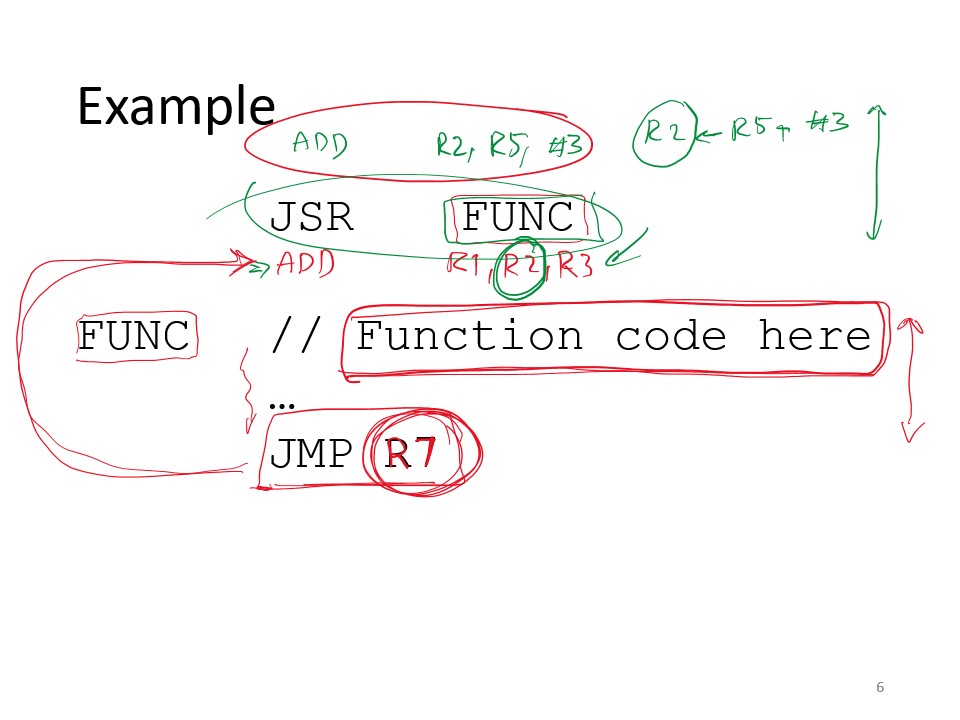 Example
ADD R2, R5, #3
R2 ← R5 + #3
JSR FUNC
ADD R1, R2, R3
FUNC // Function code here
…
JMP R7
6